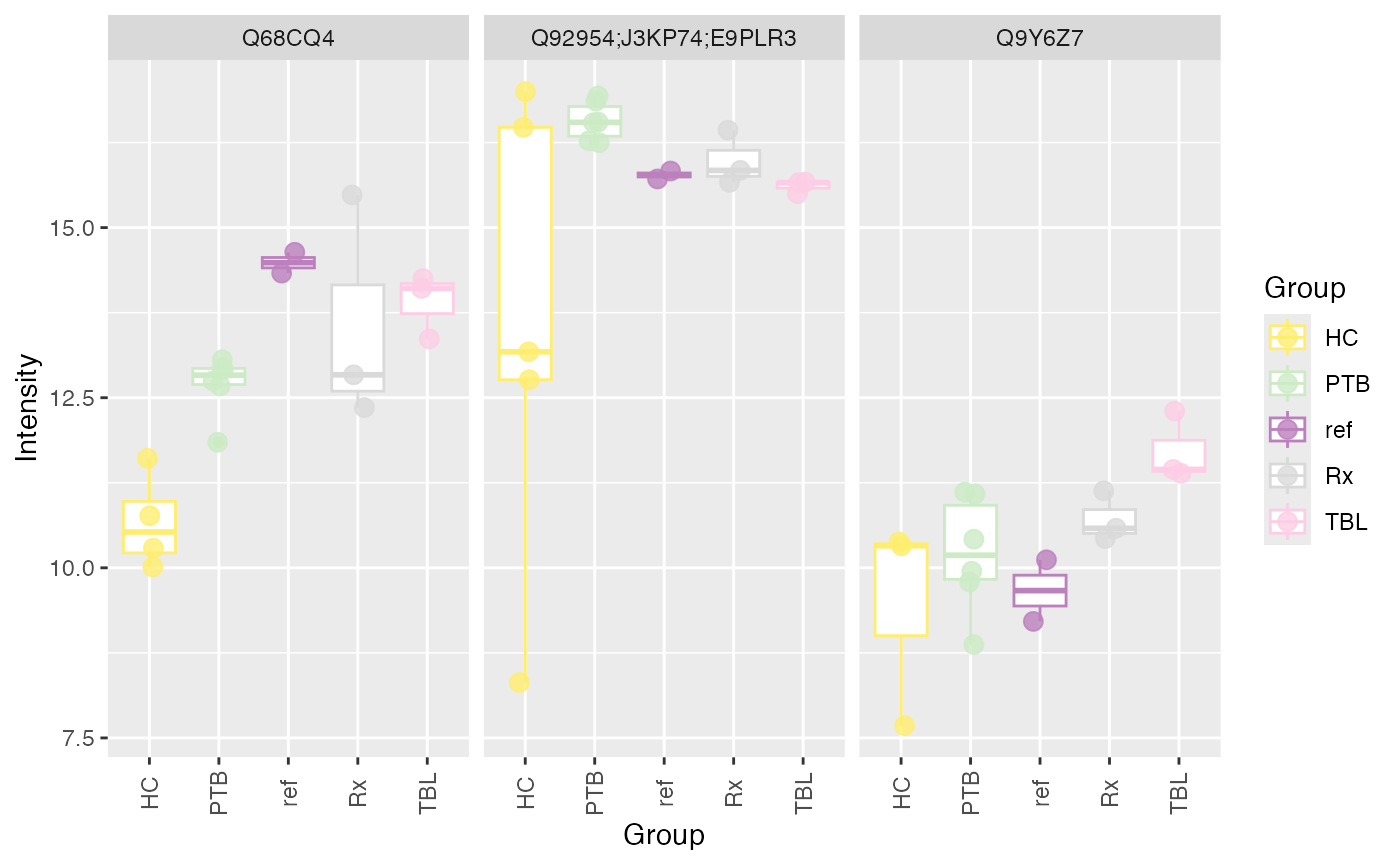 Q68CQ4
Q92954;J3KP74;E9PLR3
Q9Y6Z7
Intensity
15.0
12.5
10.0
7.5
HC PTB ref Rx TBL
HC PTB ref Rx TBL
HC PTB ref Rx TBL
Group
Group
HC
PTB
ref
Rx
TBL